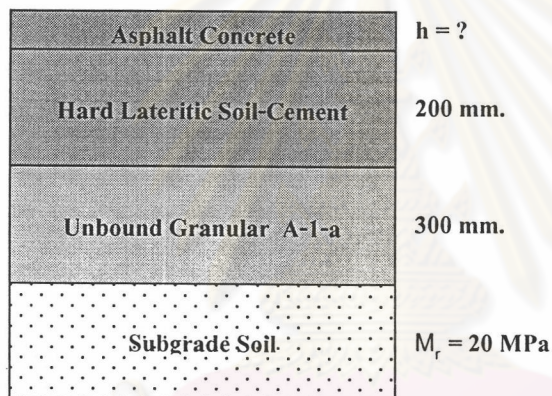 Asphalt Concrete h = ?
Hard Lateritic Soil-Cement 200 mm.
Unbound Granular A-1-a 300 mm.
Subgrade Soil Mr = 20 MPa